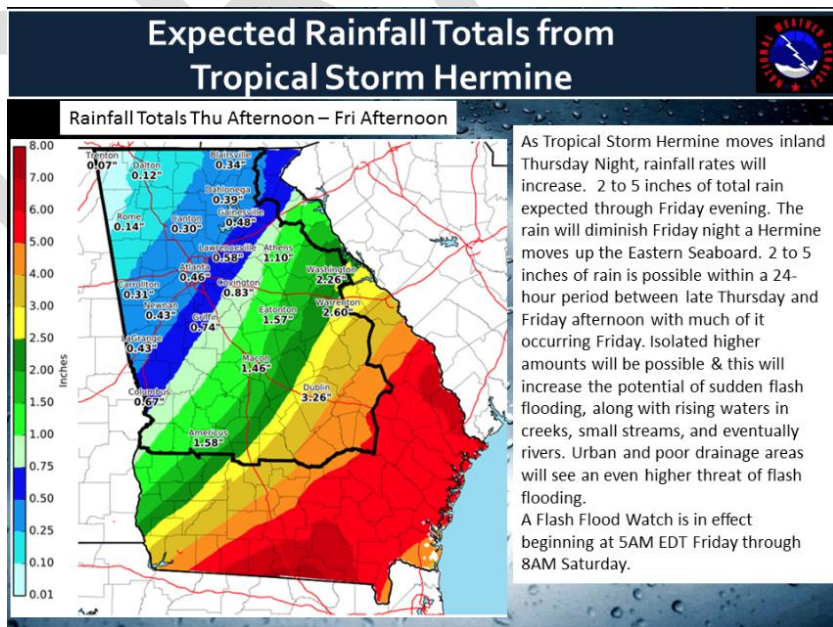 Expected Rainfall Totals from
Tropical Storm Hermine
NATIONAL WEATHER SERVICE
Rainfall Totals Thu Afternoon – Fri Afternoon
8.00
7.00
6.00
5.00
4.00
3.00
2.50
2.00
1.50
1.00
0.75
0.50
0.25
0.10
0.01
Inches
Trenton
0.07"
Dalton
0.12"
Blairsville
0.34"
Dahlonega
0.39"
Rome
0.14"
Canton
0.30"
Gainesville
0.48"
Lawrenceville
0.58"
Athens
1.10"
Atlanta
0.46"
Carrollton
0.31"
Covington
0.83"
Washington
2.26"
Newnan
0.43"
Griffin
0.74"
Eatonton
1.57"
Warrenton
2.60"
LaGrange
0.43"
Macon
1.46"
Columbus
0.67"
Dublin
3.26"
Americus
1.58"
As Tropical Storm Hermine moves inland
Thursday Night, rainfall rates will
increase. 2 to 5 inches of total rain
expected through Friday evening. The
rain will diminish Friday night a Hermine
moves up the Eastern Seaboard. 2 to 5
inches of rain is possible within a 24-
hour period between late Thursday and
Friday afternoon with much of it
occurring Friday. Isolated higher
amounts will be possible & this will
increase the potential of sudden flash
flooding, along with rising waters in
creeks, small streams, and eventually
rivers. Urban and poor drainage areas
will see an even higher threat of flash
flooding.
A Flash Flood Watch is in effect
beginning at 5AM EDT Friday through
8AM Saturday.